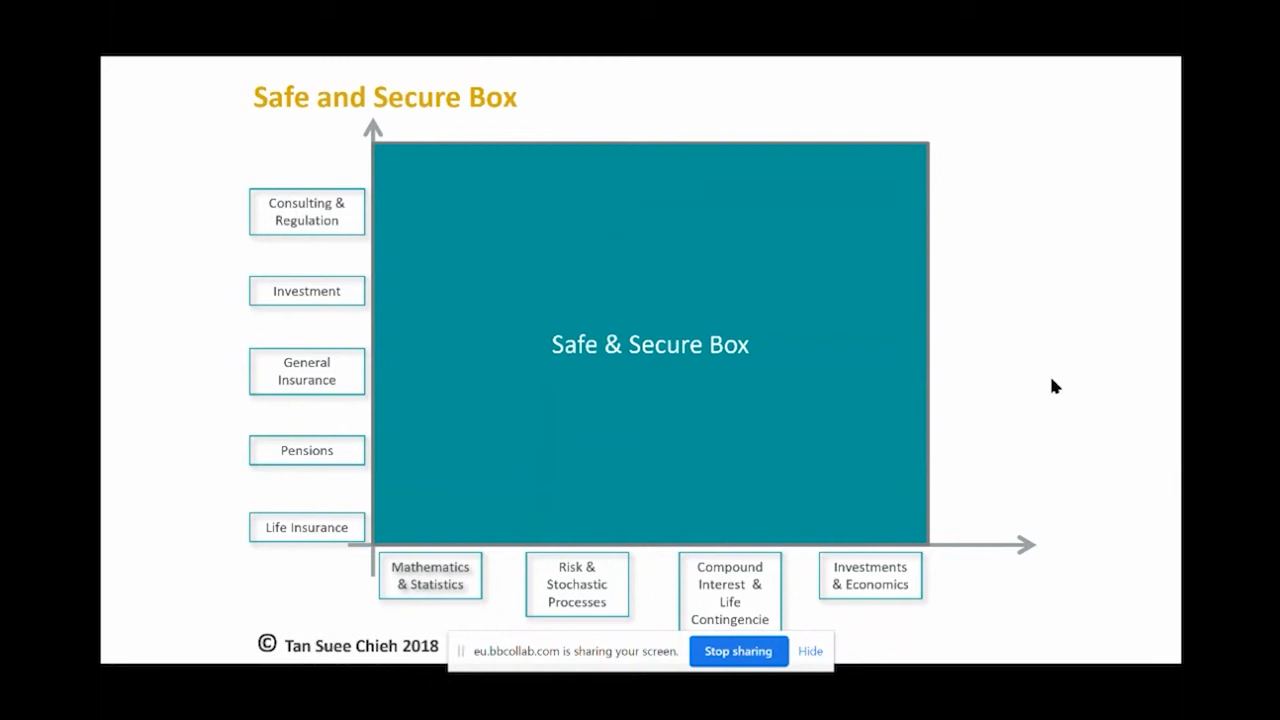 Safe and Secure Box
Consulting &
Regulation
Investment
General
Insurance
Pensions
Life Insurance
Safe & Secure Box
Mathematics
& Statistics
Risk &
Stochastic
Processes
Compound
Interest &
Life
Contingencie
Investments
& Economics
© Tan Suee Chieh 2018
eu.bbcollab.com is sharing your screen.
Stop sharing
Hide